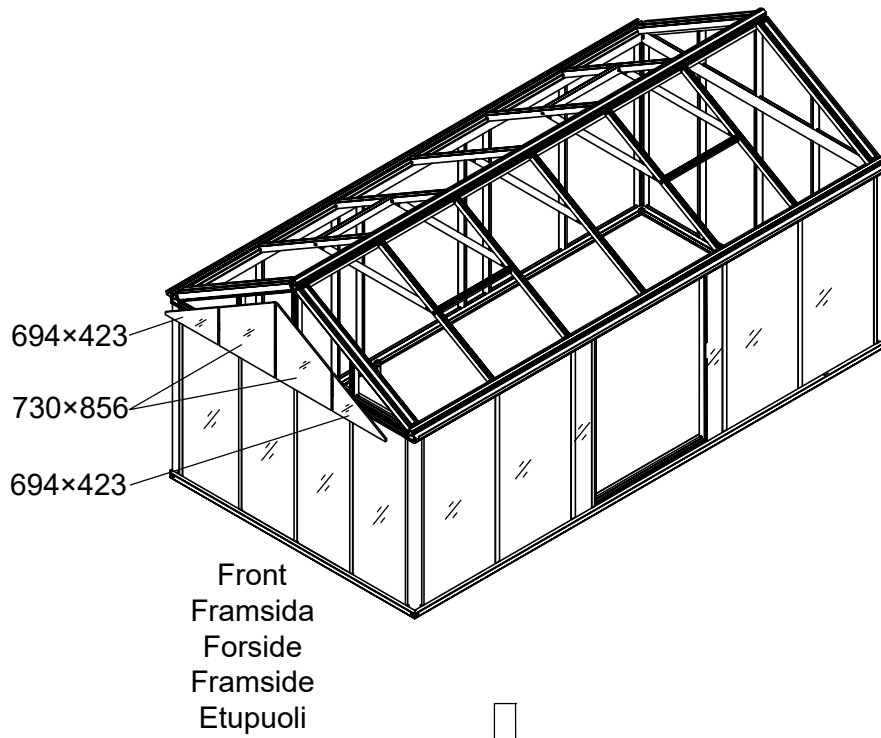 694×423
730×856
694×423
Front
Framsida
Forside
Framside
Etupuoli